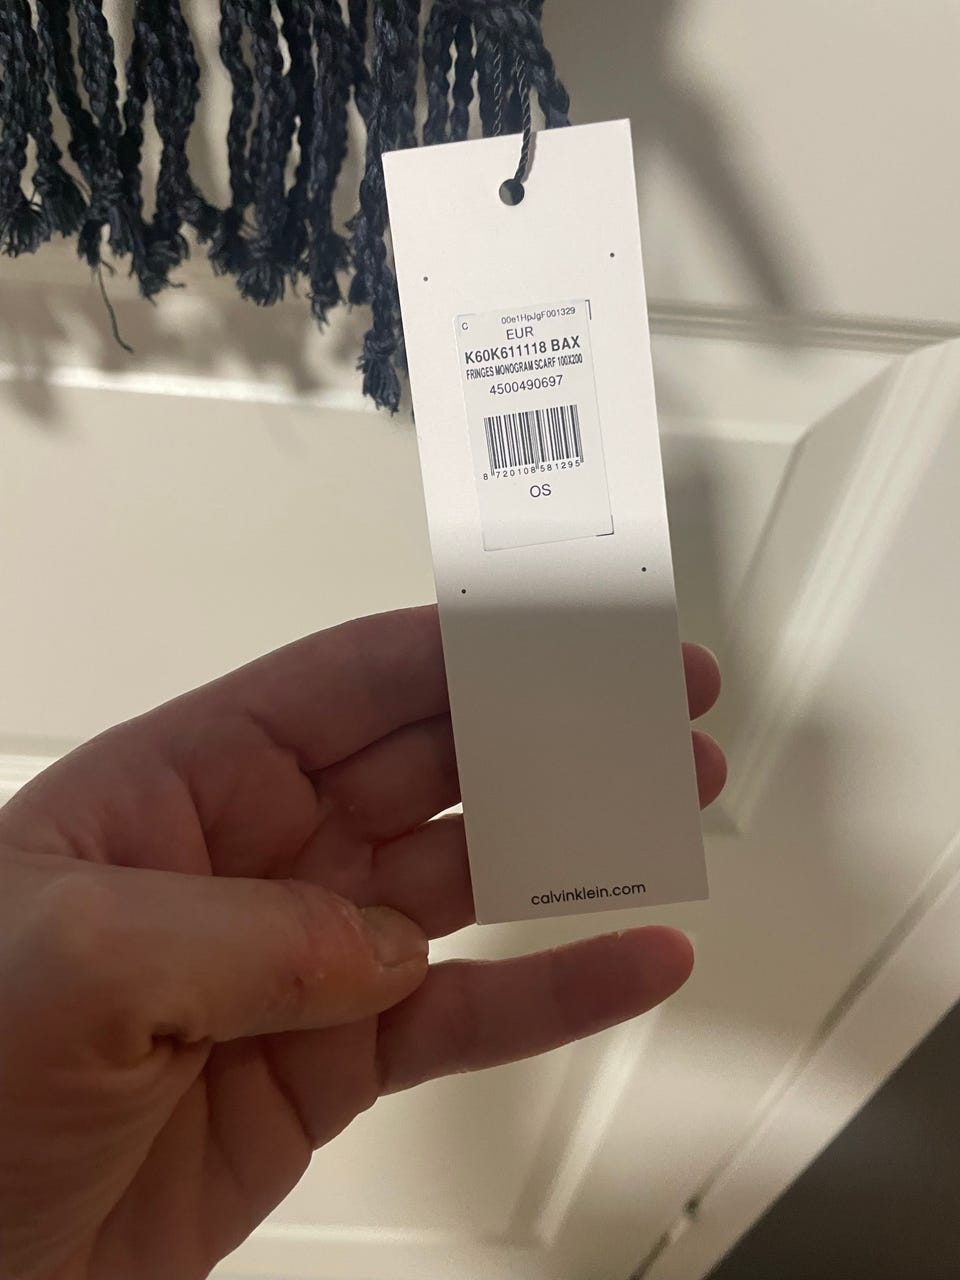 C 00e1HpJgF001329
EUR
K60K611118 BAX
FRINGES MONOGRAM SCARF 100X200
4500490697
8 720108 581295
OS
calvinklein.com